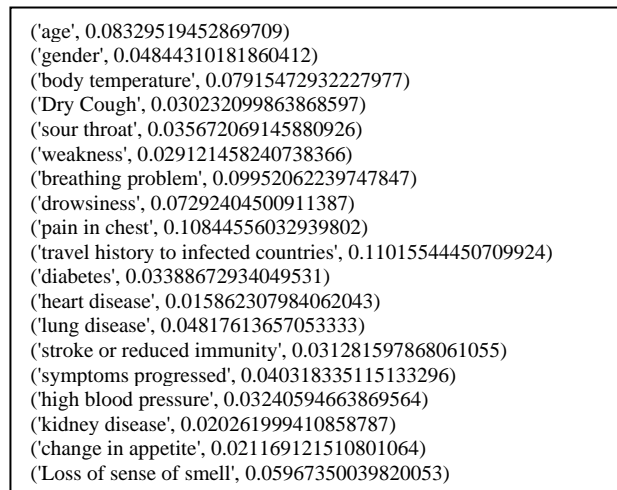 ('age', 0.08329519452869709)
('gender', 0.04844310181860412)
('body temperature', 0.07915472932227977)
('Dry Cough', 0.030232099863868597)
('sour throat', 0.035672069145880926)
('weakness', 0.029121458240738366)
('breathing problem', 0.09952062239747847)
('drowsiness', 0.07292404500911387)
('pain in chest', 0.10844556032939802)
('travel history to infected countries', 0.11015544450709924)
('diabetes', 0.03388672934049531)
('heart disease', 0.015862307984062043)
('lung disease', 0.04817613657053333)
('stroke or reduced immunity', 0.031281597868061055)
('symptoms progressed', 0.040318335115133296)
('high blood pressure', 0.03240594663869564)
('kidney disease', 0.020261999410858787)
('change in appetite', 0.021169121510801064)
('Loss of sense of smell', 0.05967350039820053)